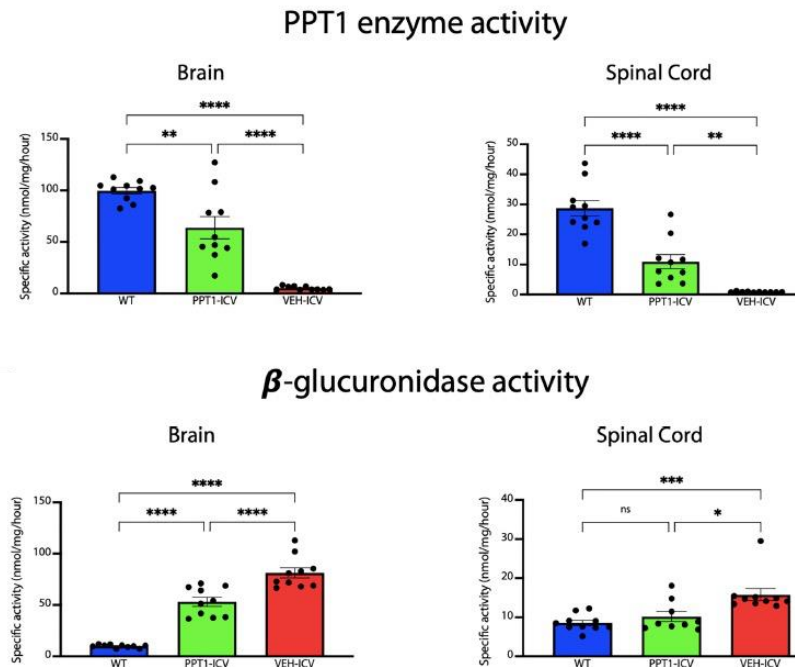 PPT1 enzyme activity
Brain
Specific activity (nmol/mg/hour)
150
100
50
0
****
** ****
WT PPT1-ICV VEH-ICV
Spinal Cord
Specific activity (nmol/mg/hour)
50
40
30
20
10
0
****
**** **
WT PPT1-ICV VEH-ICV
β-glucuronidase activity
Brain
Specific activity (nmol/mg/hour)
150
100
50
0
****
**** ****
WT PPT1-ICV VEH-ICV
Spinal Cord
Specific activity (nmol/mg/hour)
40
30
20
10
0
***
ns *
WT PPT1-ICV VEH-ICV